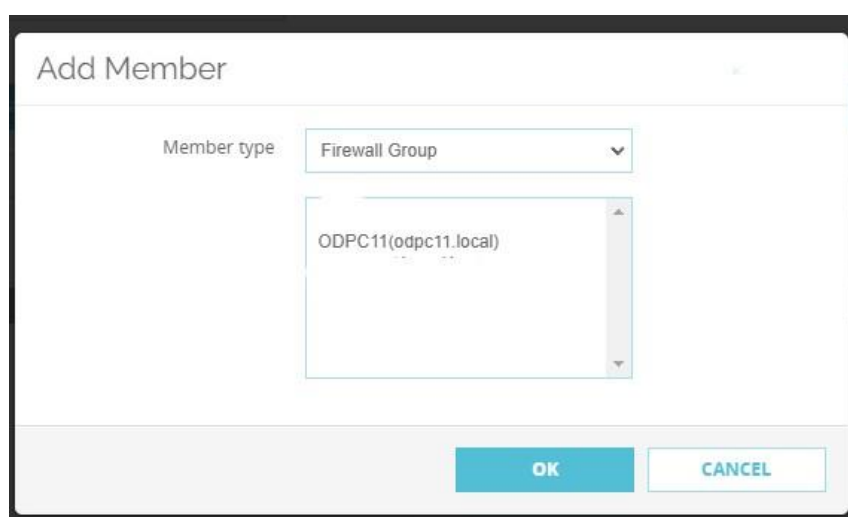 Add Member
Member type
Firewall Group
ODPC11(odpc11.local)
OK
CANCEL